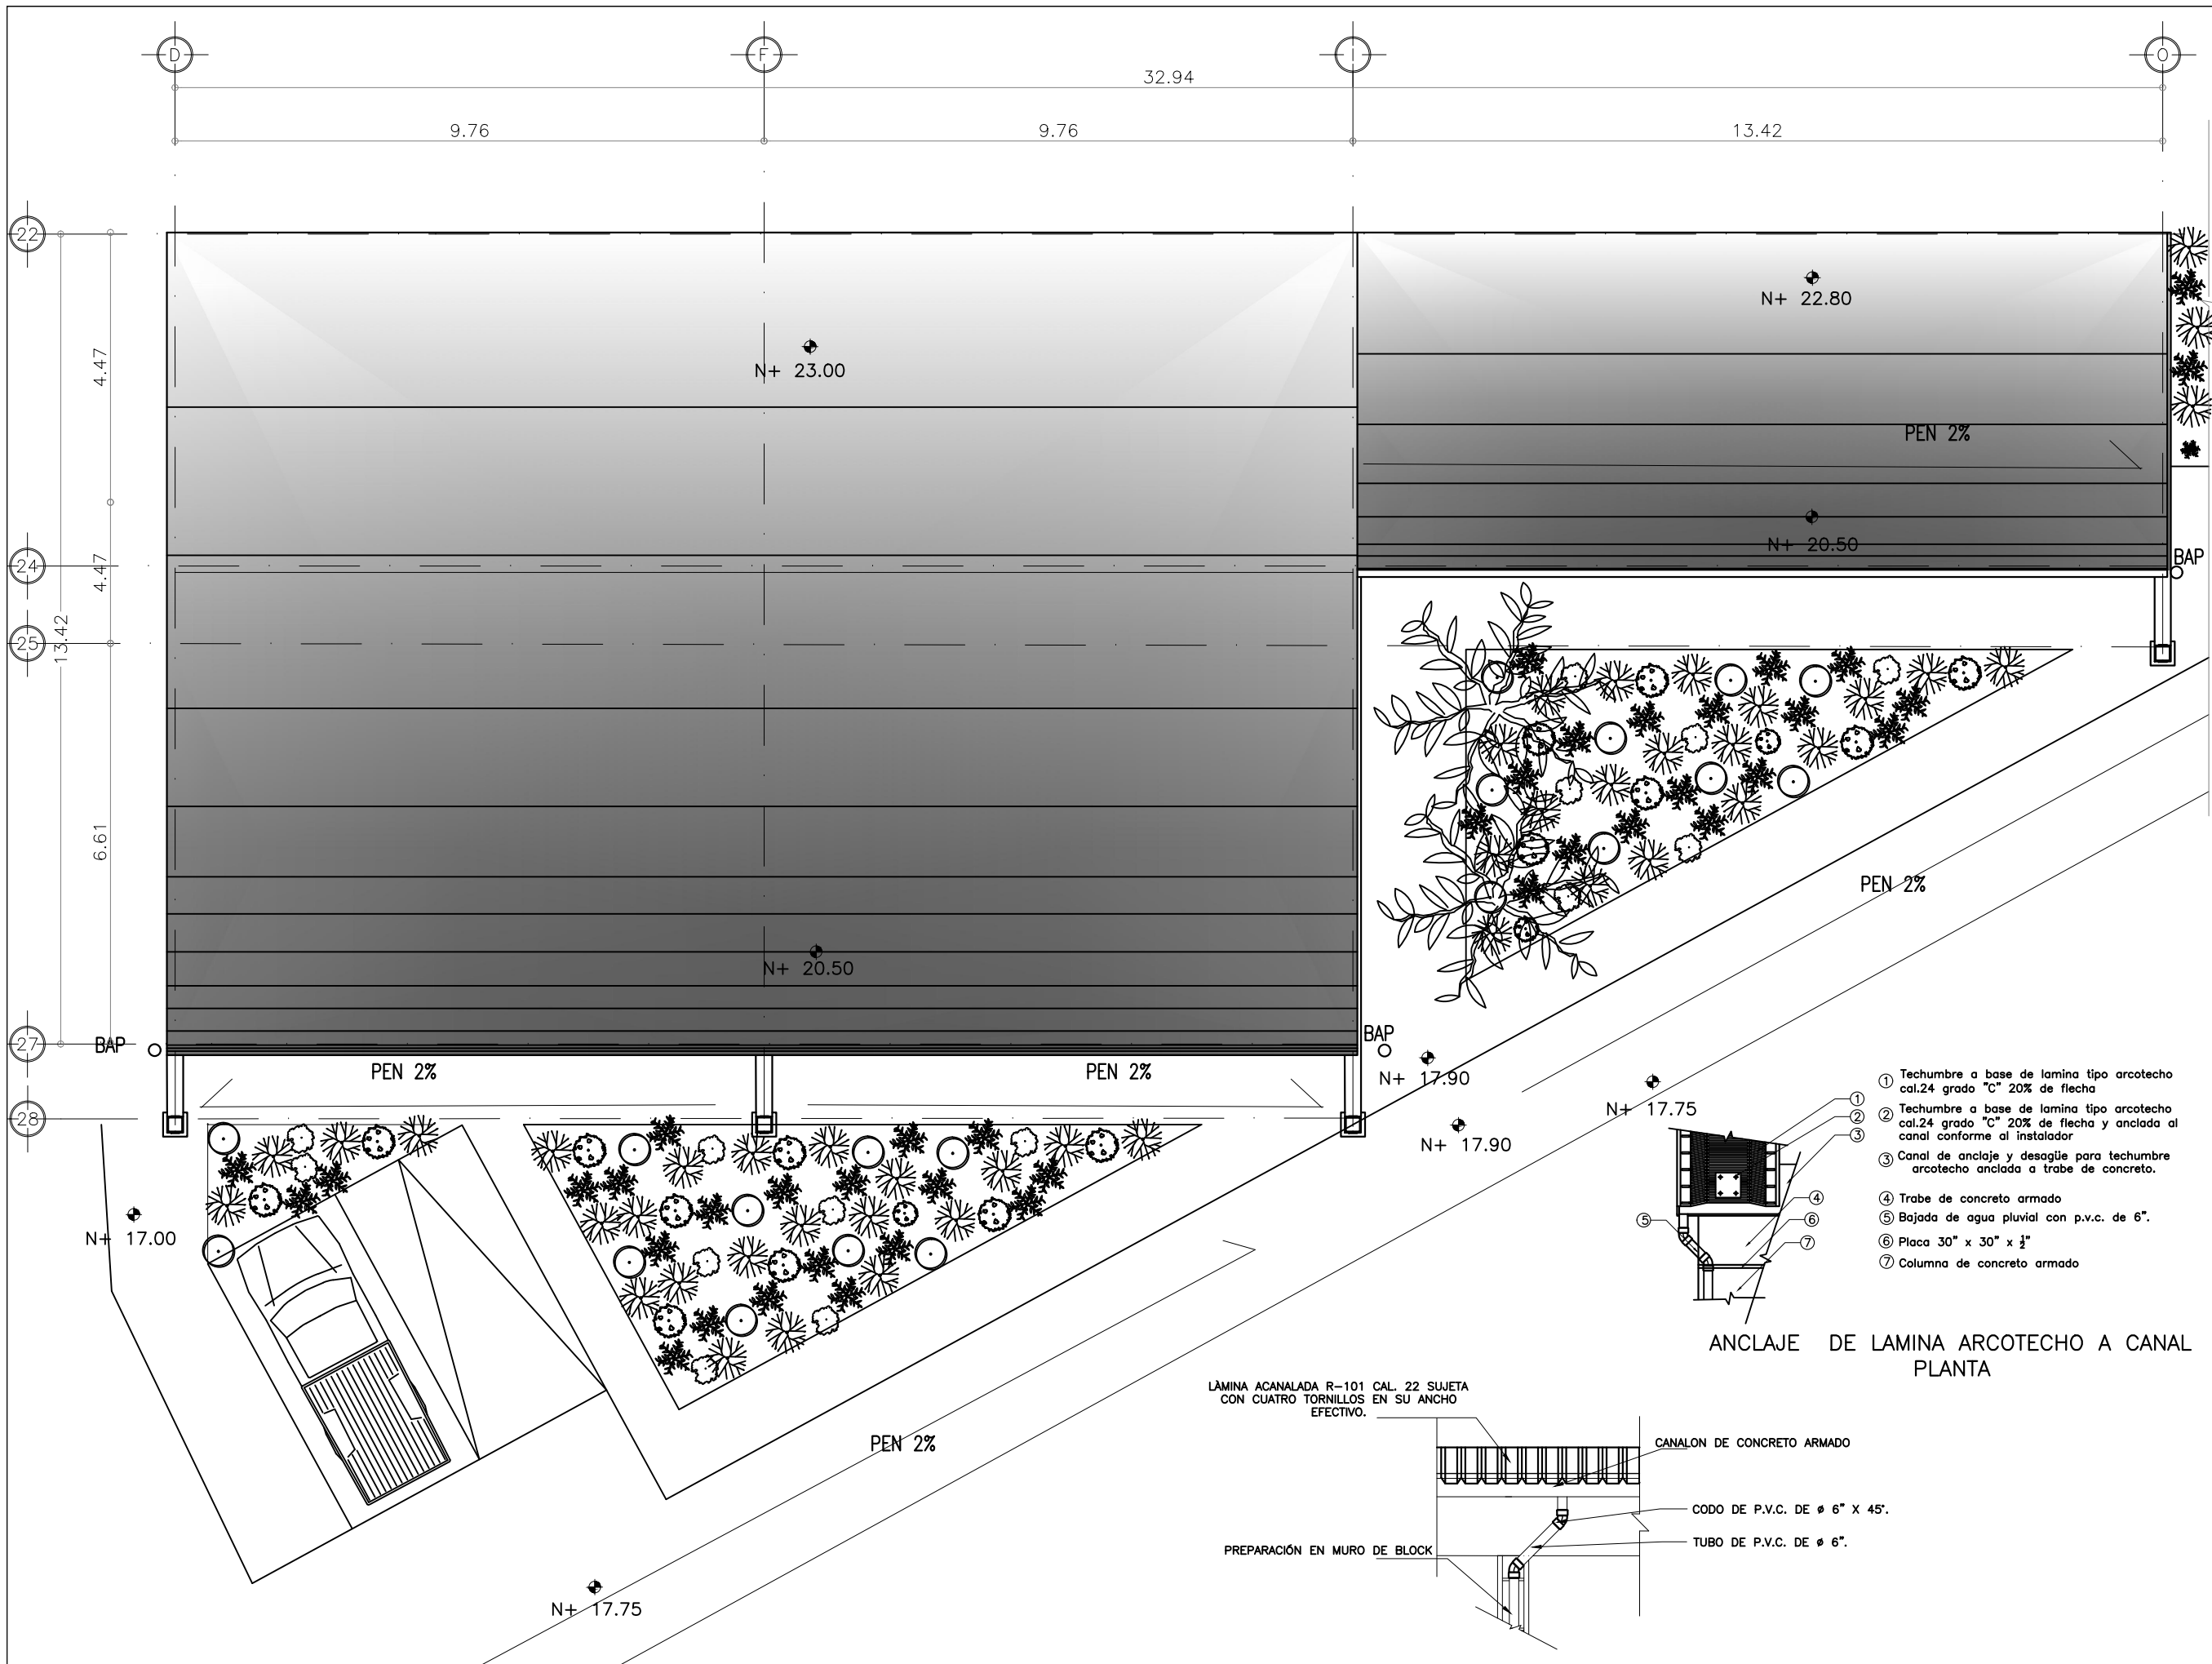 D
F
I
O
32.94
9.76
9.76
13.42
22
24
25
27
28
4.47
4.47
13.42
6.61
N+ 23.00
N+ 22.80
PEN 2%
N+ 20.50
BAP
N+ 20.50
PEN 2%
BAP
BAP
PEN 2%
PEN 2%
N+ 17.90
N+ 17.75
N+ 17.90
N+ 17.00
PEN 2%
N+ 17.75
1
2
3
4
5
6
7
1 Techumbre a base de lamina tipo arcotecho
cal.24 grado "C" 20% de flecha
2 Techumbre a base de lamina tipo arcotecho
cal.24 grado "C" 20% de flecha y anclada al
canal conforme al instalador
3 Canal de anclaje y desagüe para techumbre
arcotecho anclada a trabe de concreto.
4 Trabe de concreto armado
5 Bajada de agua pluvial con p.v.c. de 6".
6 Placa 30" x 30" x ½"
7 Columna de concreto armado
ANCLAJE DE LAMINA ARCOTECHO A CANAL
PLANTA
LÀMINA ACANALADA R-101 CAL. 22 SUJETA
CON CUATRO TORNILLOS EN SU ANCHO
EFECTIVO.
CANALON DE CONCRETO ARMADO
CODO DE P.V.C. DE ø 6" X 45°.
TUBO DE P.V.C. DE ø 6".
PREPARACIÓN EN MURO DE BLOCK